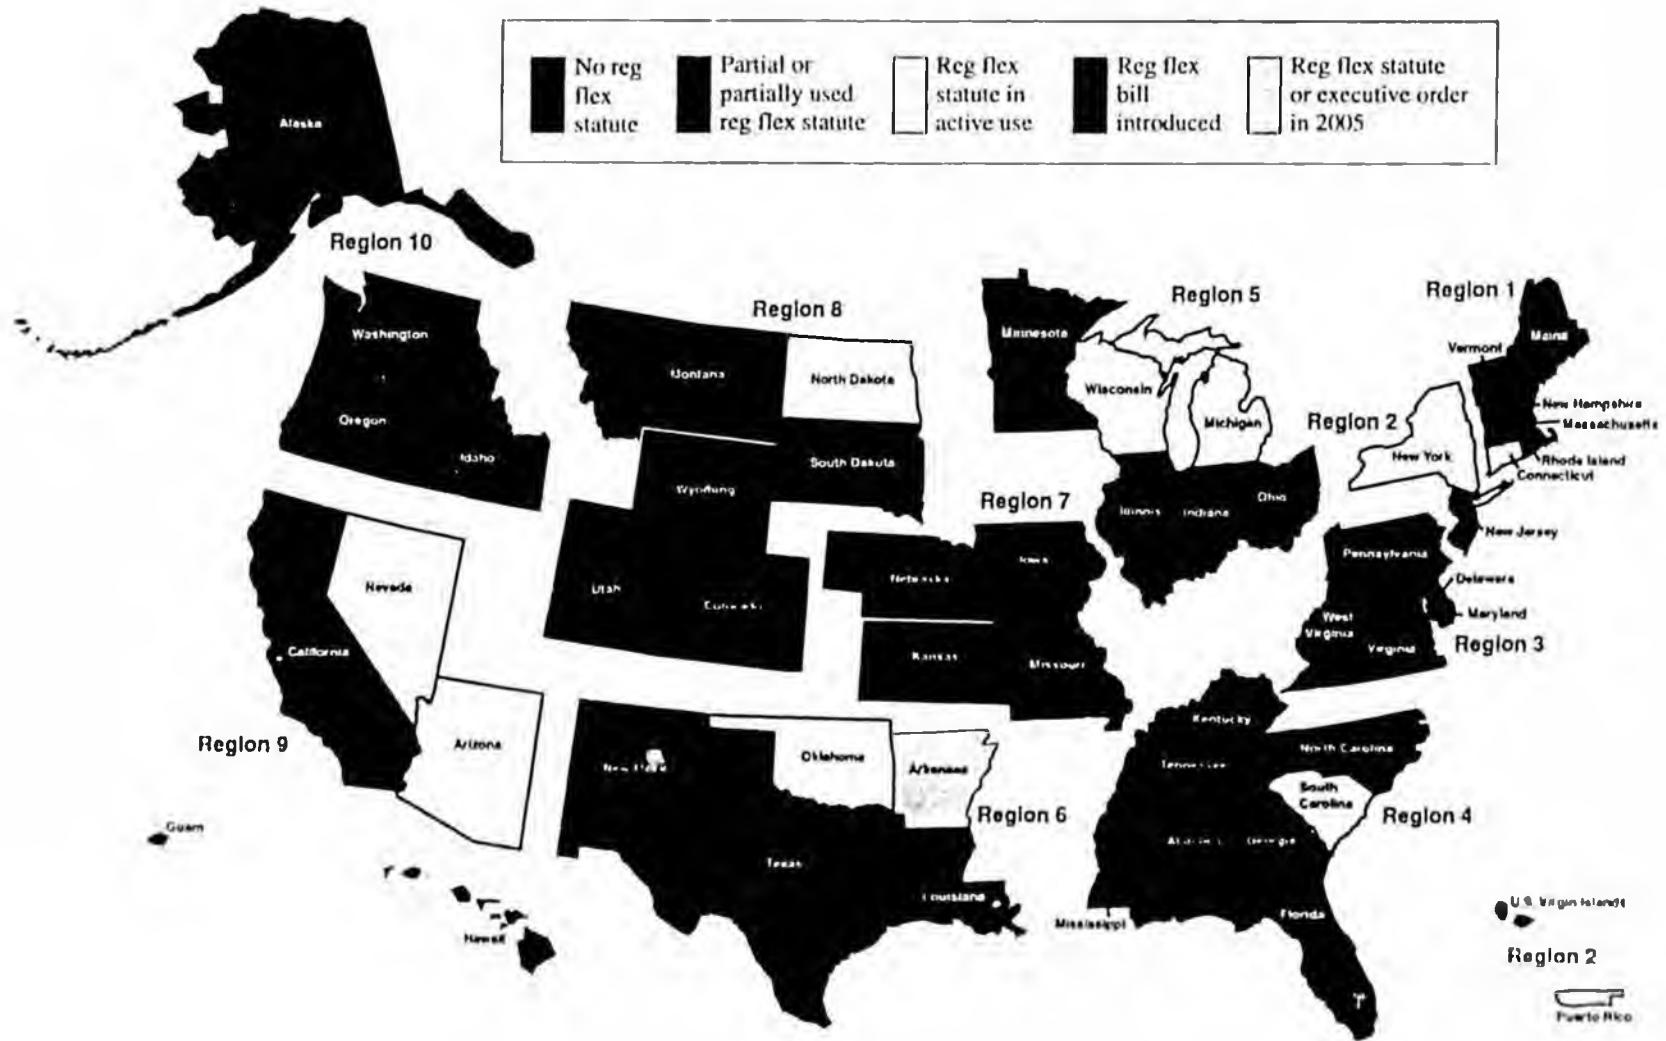 No reg
flex
statute
Partial or
partially used
reg flex statute
Reg flex
statute in
active use
Reg flex
bill
introduced
Reg flex statute
or executive order
in 2005
Alaska
Region 10
Washington
Oregon
Idaho
Region 8
Montana
North Dakota
South Dakota
Wyoming
Utah
Region 5
Minnesota
Wisconsin
Michigan
Illinois
Indiana
Ohio
Region 1
Maine
Vermont
New Hampshire
Massachusetts
Rhode Island
Connecticut
Region 2
New York
New Jersey
Region 7
Iowa
Nebraska
Kansas
Missouri
Pennsylvania
Delaware
Maryland
West
Virginia
Virginia
Region 3
Nevada
California
Arizona
Region 9
Guam
Hawaii
New
Oklahoma
Arkansas
Texas
Louisiana
Region 6
Kentucky
Tennessee
North Carolina
South
Carolina
Georgia
Florida
Mississippi
Region 4
U.S. Virgin Islands
Region 2
Puerto Rico